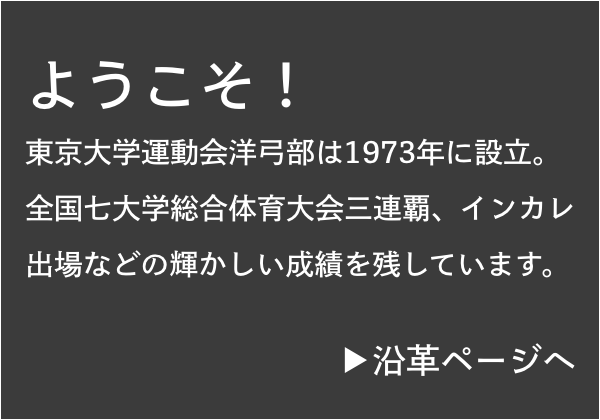 ようこそ！
東京大学運動会洋弓部は1973年に設立。
全国七大学総合体育大会三連覇、インカレ
出場などの輝かしい成績を残しています。
▶沿革ページへ